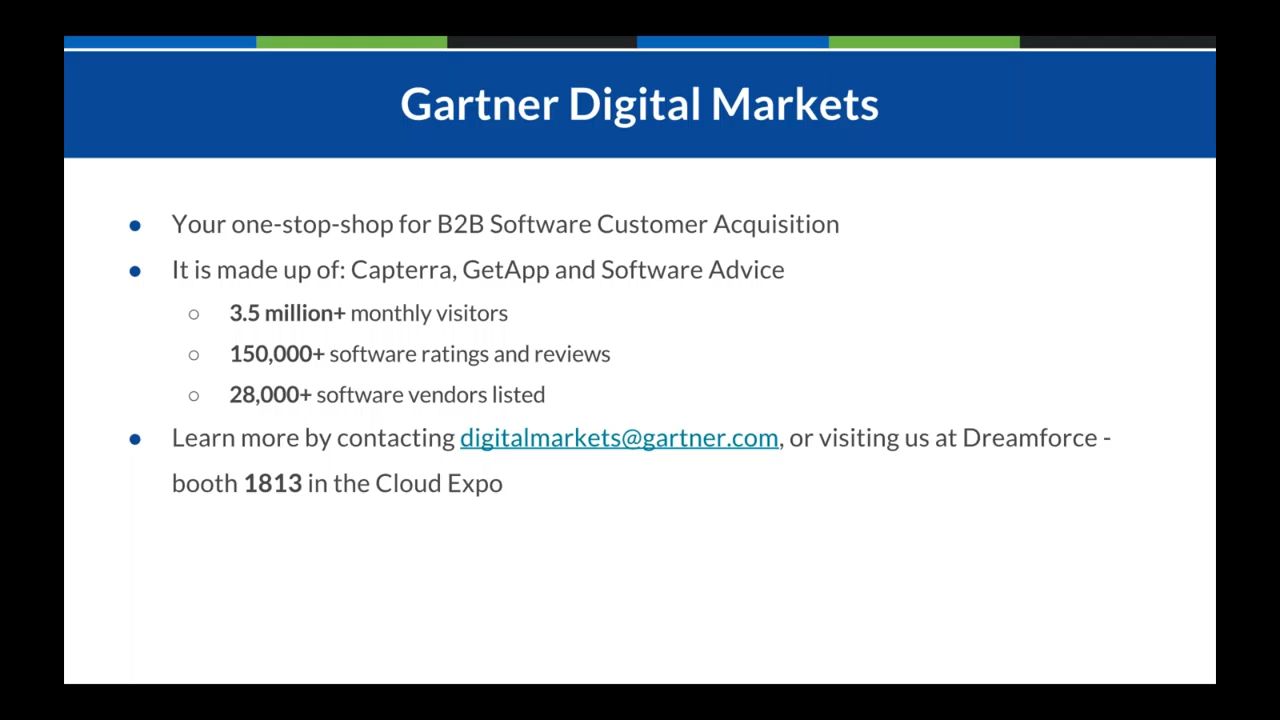 Gartner Digital Markets
● Your one-stop-shop for B2B Software Customer Acquisition
● It is made up of: Capterra, GetApp and Software Advice
○ 3.5 million+ monthly visitors
○ 150,000+ software ratings and reviews
○ 28,000+ software vendors listed
● Learn more by contacting digitalmarkets@gartner.com, or visiting us at Dreamforce -
booth 1813 in the Cloud Expo